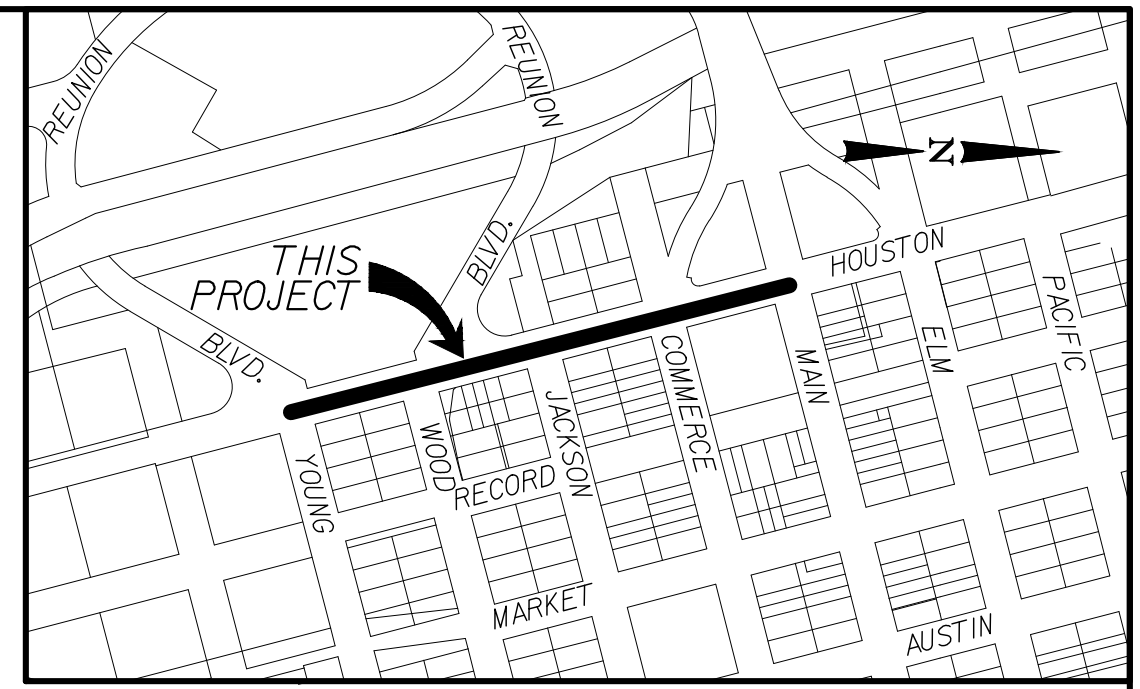 REUNION
REUNION
N
HOUSTON
BLVD.
THIS
PROJECT
PACIFIC
BLVD.
ELM
MAIN
COMMERCE
JACKSON
WOOD
YOUNG
RECORD
MARKET
AUSTIN